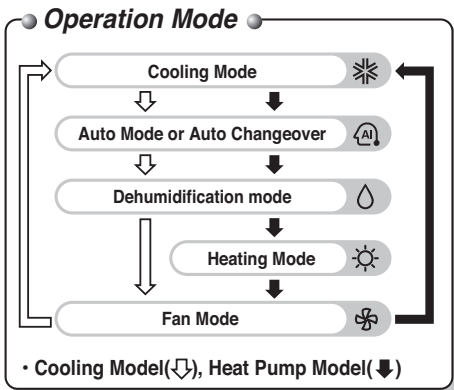 Operation Mode
Cooling Mode
Auto Mode or Auto Changeover
AI
Dehumidification mode
Heating Mode
Fan Mode
• Cooling Model(⇩), Heat Pump Model(⬇)